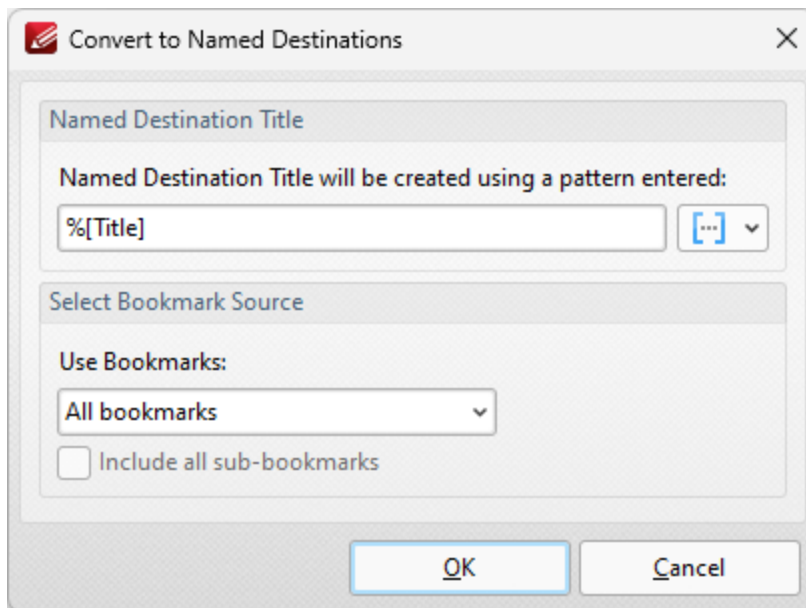 Convert to Named Destinations
Named Destination Title
Named Destination Title will be created using a pattern entered:
%[Title]
Select Bookmark Source
Use Bookmarks:
All bookmarks
Include all sub-bookmarks
OK
Cancel